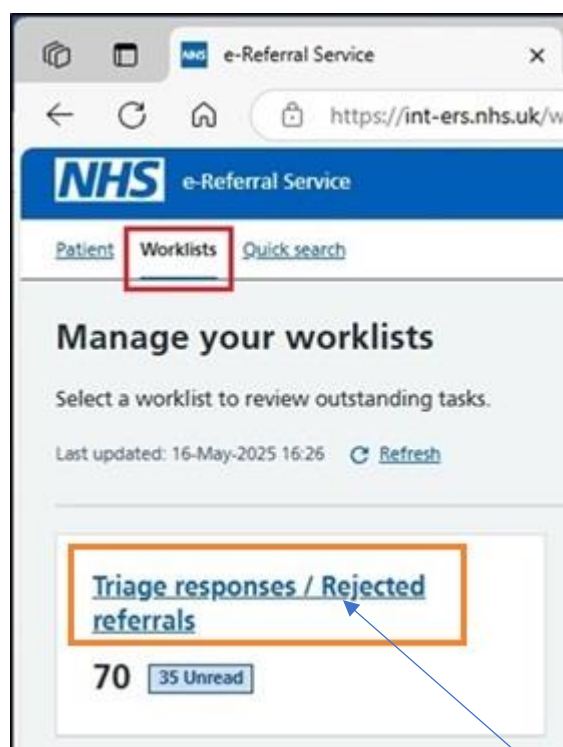 e-Referral Service
https://int-ers.nhs.uk/w
NHS e-Referral Service
Patient Worklists Quick search
Manage your worklists
Select a worklist to review outstanding tasks.
Last updated: 16-May-2025 16:26 Refresh
Triage responses / Rejected
referrals
70 35 Unread